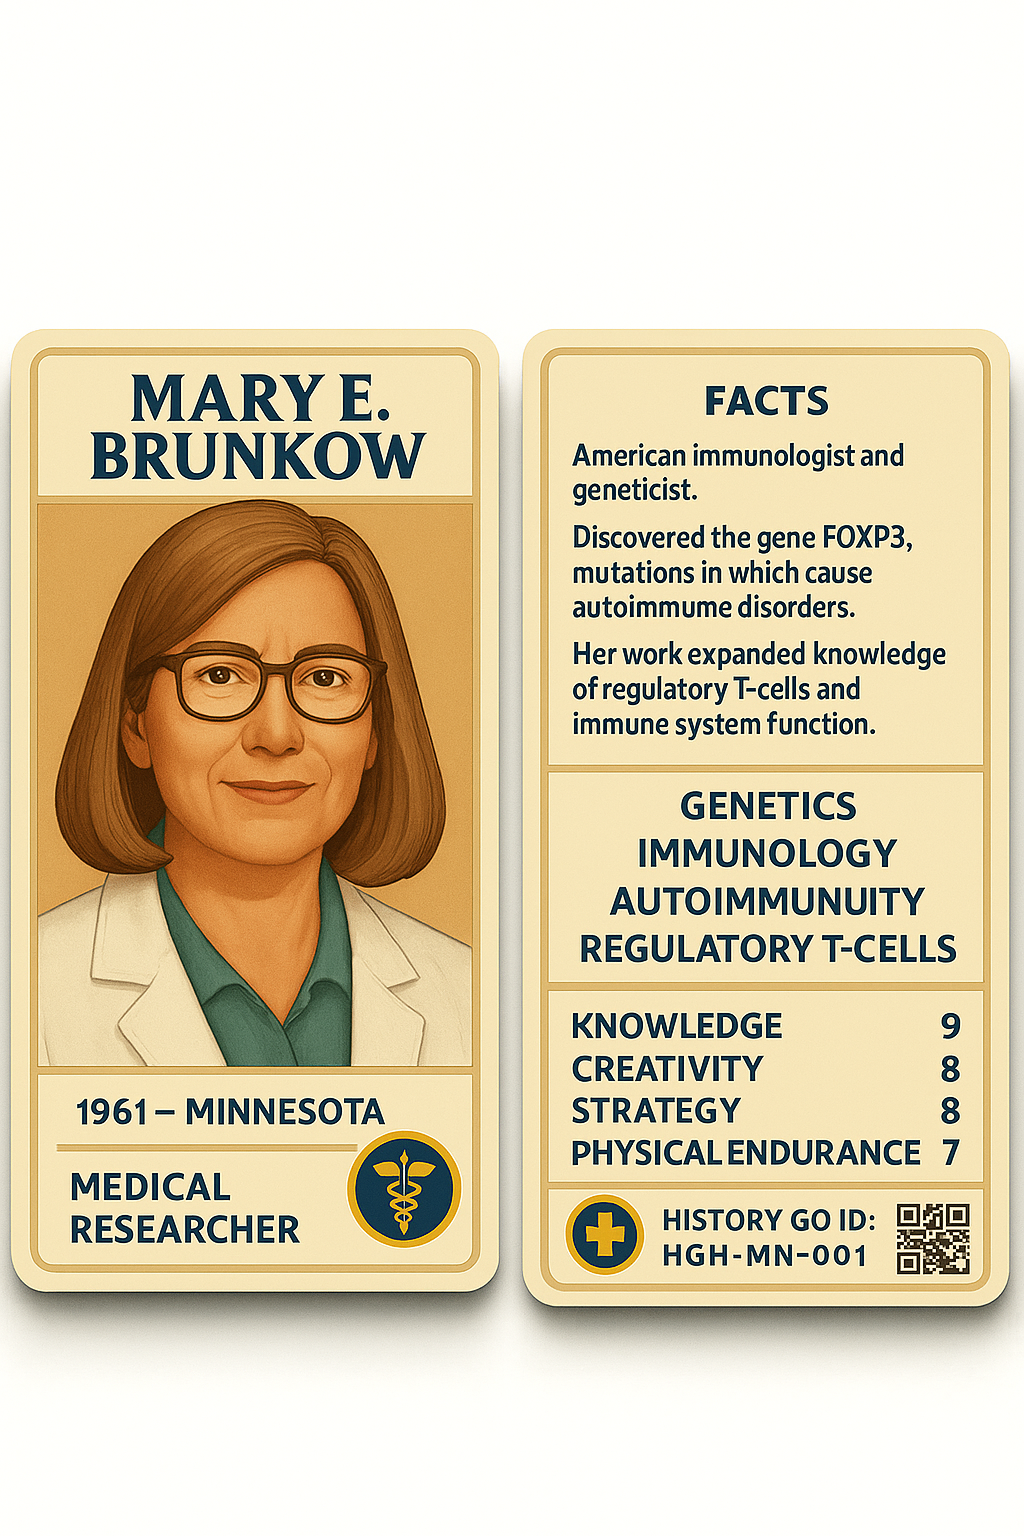 MARY E.
BRUNKOW
1961 – MINNESOTA
MEDICAL
RESEARCHER
FACTS
American immunologist and
geneticist.
Discovered the gene FOXP3,
mutations in which cause
autoimmume disorders.
Her work expanded knowledge
of regulatory T-cells and
immune system function.
GENETICS
IMMUNOLOGY
AUTOIMMUNUITY
REGULATORY T-CELLS
KNOWLEDGE 9
CREATIVITY 8
STRATEGY 8
PHYSICAL ENDURANCE 7
HISTORY GO ID:
HGH-MN-001